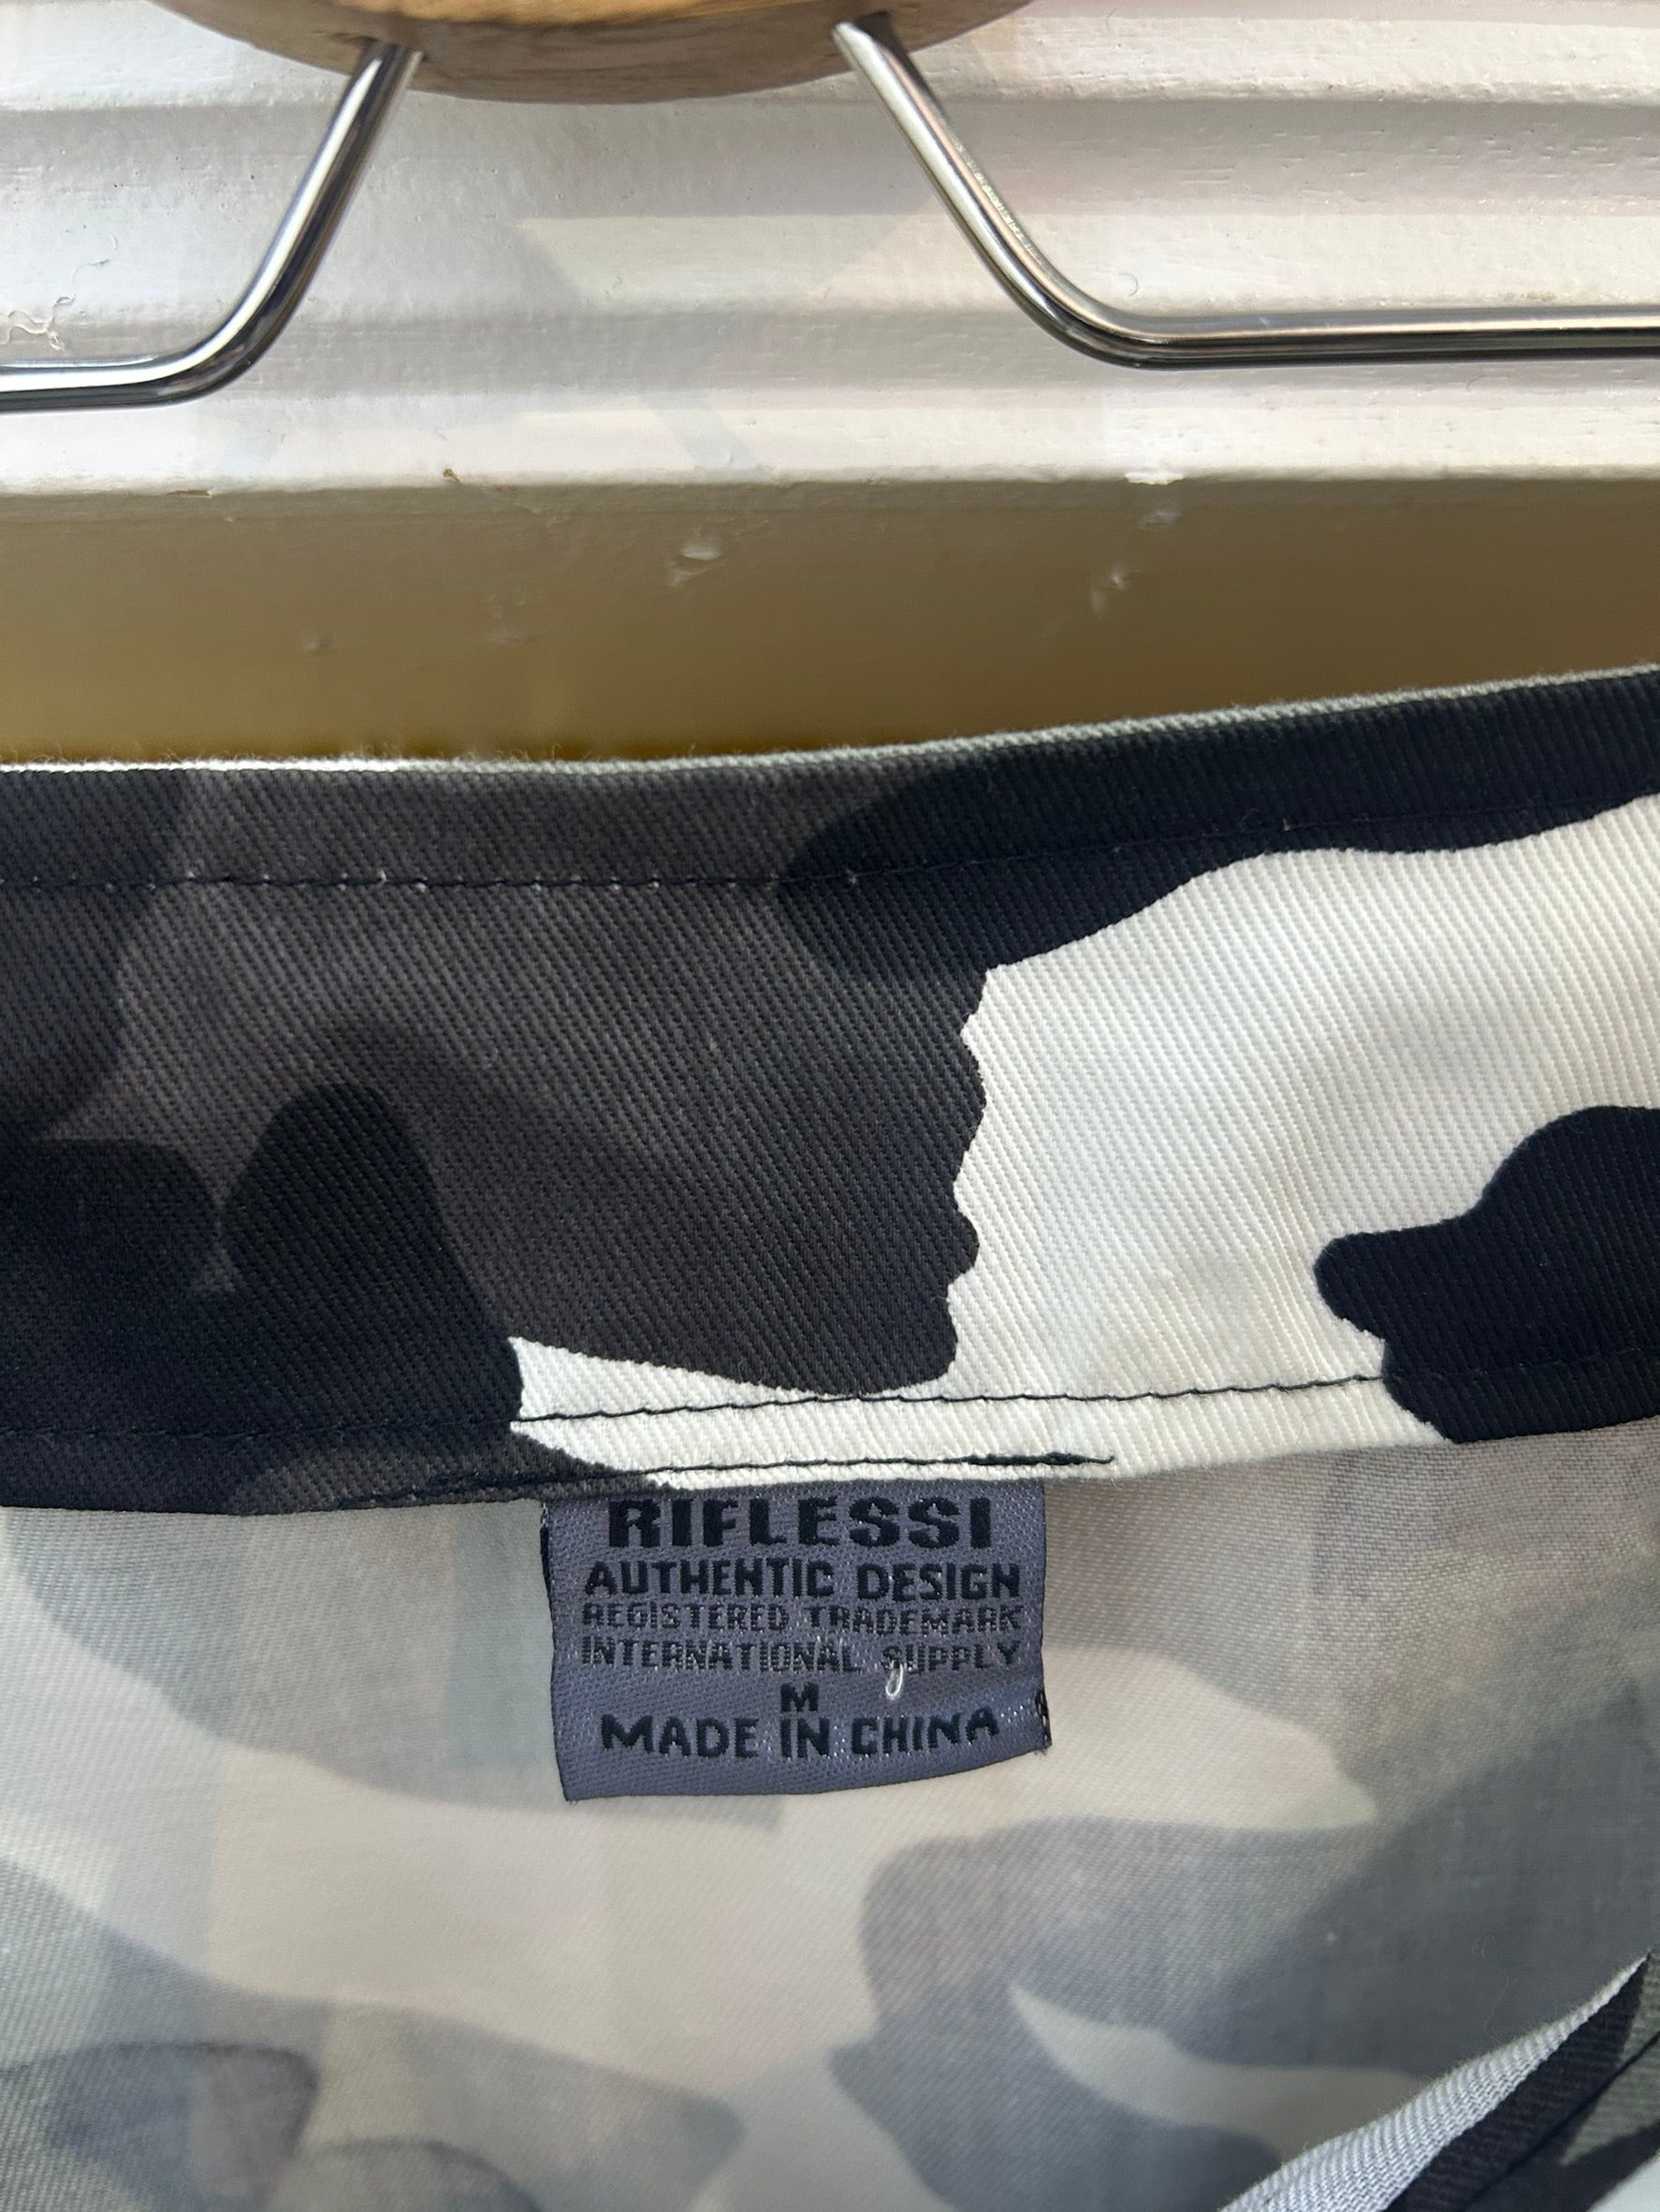 RIFLESSI
AUTHENTIC DESIGN
REGISTERED TRADEMARK
INTERNATIONAL SUPPLY
M
MADE IN CHINA